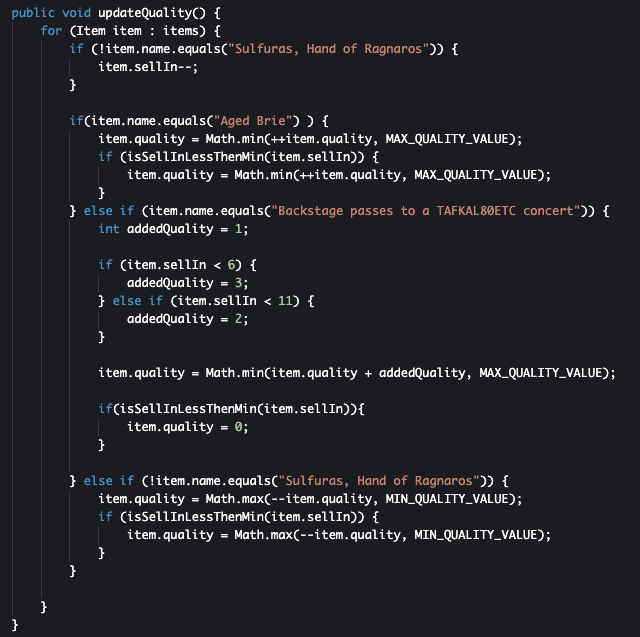 public void updateQuality() {
    for (Item item : items) {
        if (!item.name.equals("Sulfuras, Hand of Ragnaros")) {
            item.sellIn--;
        }

        if(item.name.equals("Aged Brie") ) {
            item.quality = Math.min(++item.quality, MAX_QUALITY_VALUE);
            if (isSellInLessThenMin(item.sellIn)) {
                item.quality = Math.min(++item.quality, MAX_QUALITY_VALUE);
            }
        } else if (item.name.equals("Backstage passes to a TAFKAL80ETC concert")) {
            int addedQuality = 1;

            if (item.sellIn < 6) {
                addedQuality = 3;
            } else if (item.sellIn < 11) {
                addedQuality = 2;
            }

            item.quality = Math.min(item.quality + addedQuality, MAX_QUALITY_VALUE);

            if(isSellInLessThenMin(item.sellIn)){
                item.quality = 0;
            }

        } else if (!item.name.equals("Sulfuras, Hand of Ragnaros")) {
            item.quality = Math.max(--item.quality, MIN_QUALITY_VALUE);
            if (isSellInLessThenMin(item.sellIn)) {
                item.quality = Math.max(--item.quality, MIN_QUALITY_VALUE);
            }
        }

    }
}